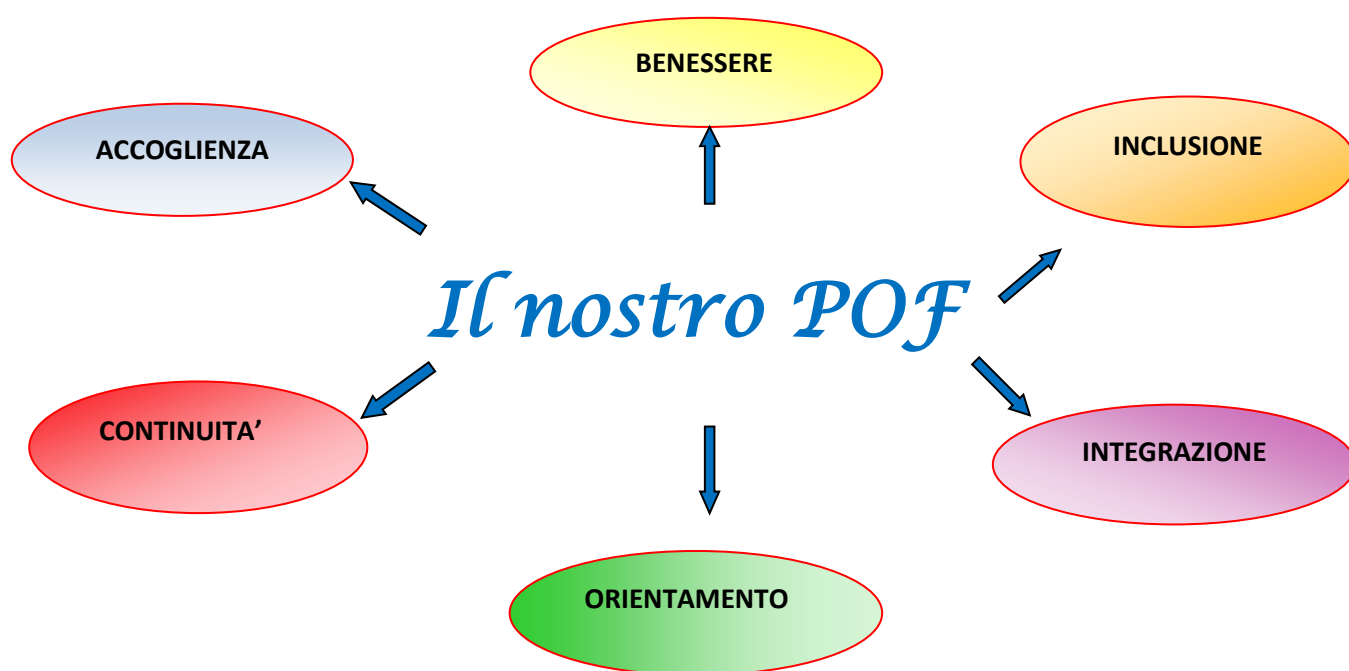 BENESSERE
ACCOGLIENZA
INCLUSIONE
Il nostro POF
CONTINUITA’
INTEGRAZIONE
ORIENTAMENTO